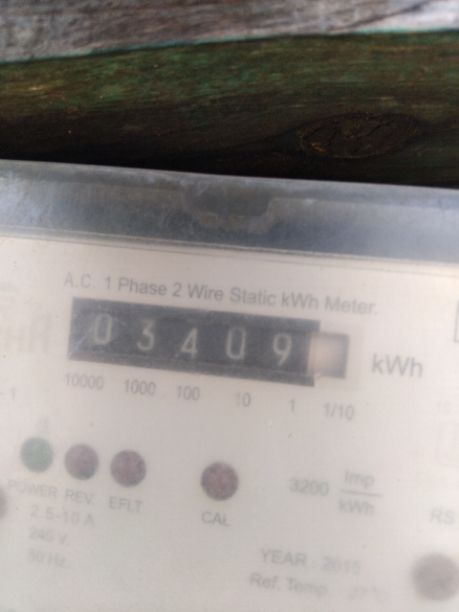 A.C. 1 Phase 2 Wire Static kWh Meter.
0 3 4 0 9 kWh
10000 1000 100 10 1 1/10
POWER REV. EFLT CAL
3200 Imp/kWh
2.5-10 A
240 V.
50 Hz.
RS
YEAR 2015
Ref. Temp.